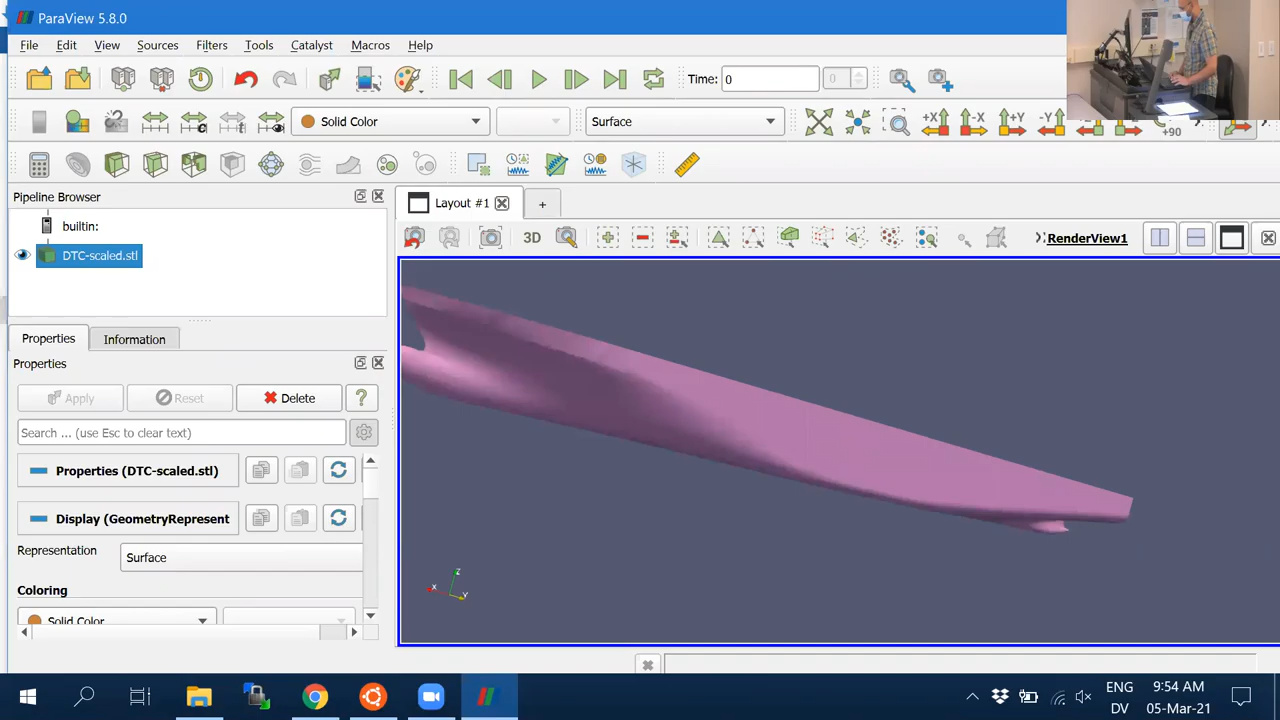 ParaView 5.8.0
File Edit View Sources Filters Tools Catalyst Macros Help
Time: 0 0
Solid Color Surface +X -X +Y -Y +90
Pipeline Browser Layout #1 +
builtin: 3D RenderView1
DTC-scaled.stl
Properties Information
Properties
Apply Reset Delete ?
Search ... (use Esc to clear text)
Properties (DTC-scaled.stl)
Display (GeometryRepresent
Representation Surface
Coloring
Solid Color
Z
X
Y
ENG 9:54 AM
DV 05-Mar-21